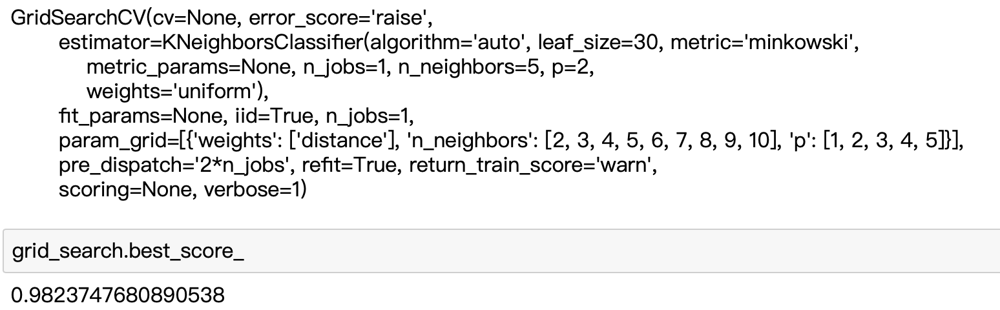 GridSearchCV(cv=None, error_score='raise',
estimator=KNeighborsClassifier(algorithm='auto', leaf_size=30, metric='minkowski',
metric_params=None, n_jobs=1, n_neighbors=5, p=2,
weights='uniform'),
fit_params=None, iid=True, n_jobs=1,
param_grid=[{'weights': ['distance'], 'n_neighbors': [2, 3, 4, 5, 6, 7, 8, 9, 10], 'p': [1, 2, 3, 4, 5]}],
pre_dispatch='2*n_jobs', refit=True, return_train_score='warn',
scoring=None, verbose=1)
grid_search.best_score_
0.9823747680890538